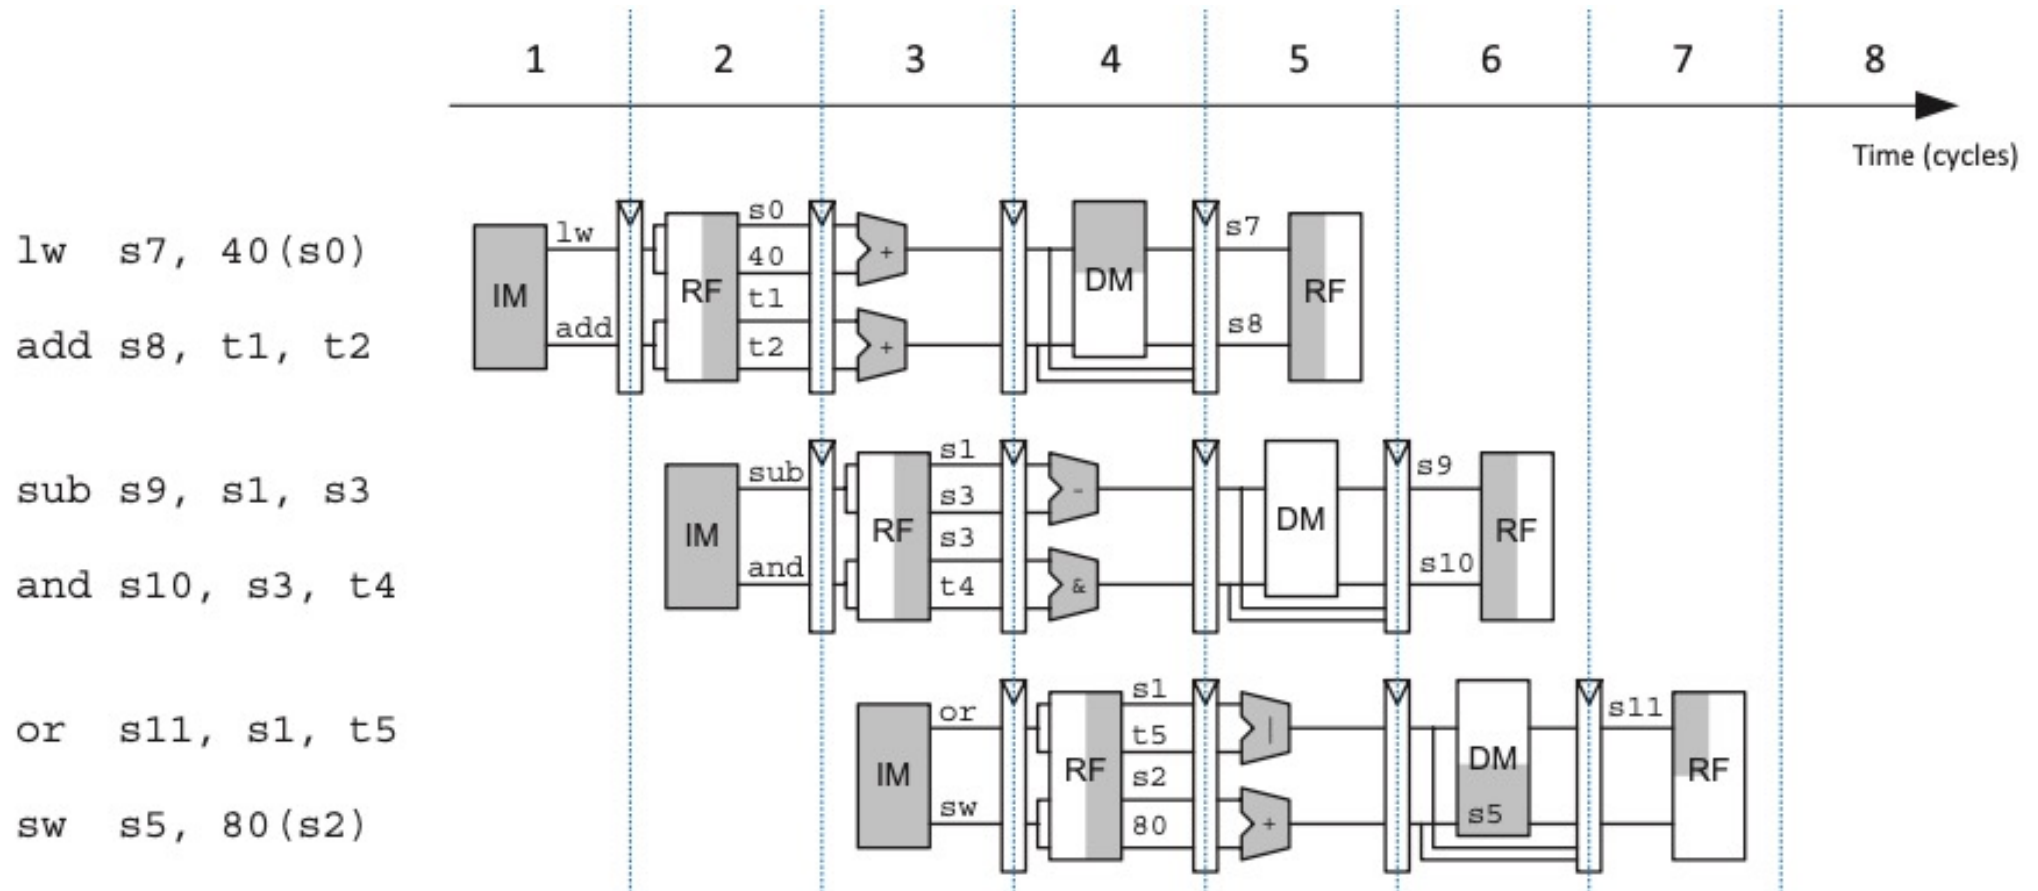 1 2 3 4 5 6 7 8
Time (cycles)
lw s7, 40(s0)
add s8, t1, t2
IM
lw
add
RF
s0
40
t1
t2
+
+
DM
s7
s8
RF
sub s9, s1, s3
and s10, s3, t4
IM
sub
and
RF
s1
s3
s3
t4
-
&
DM
s9
s10
RF
or s11, s1, t5
sw s5, 80(s2)
IM
or
sw
RF
s1
t5
s2
80
|
+
DM
s5
s11
RF